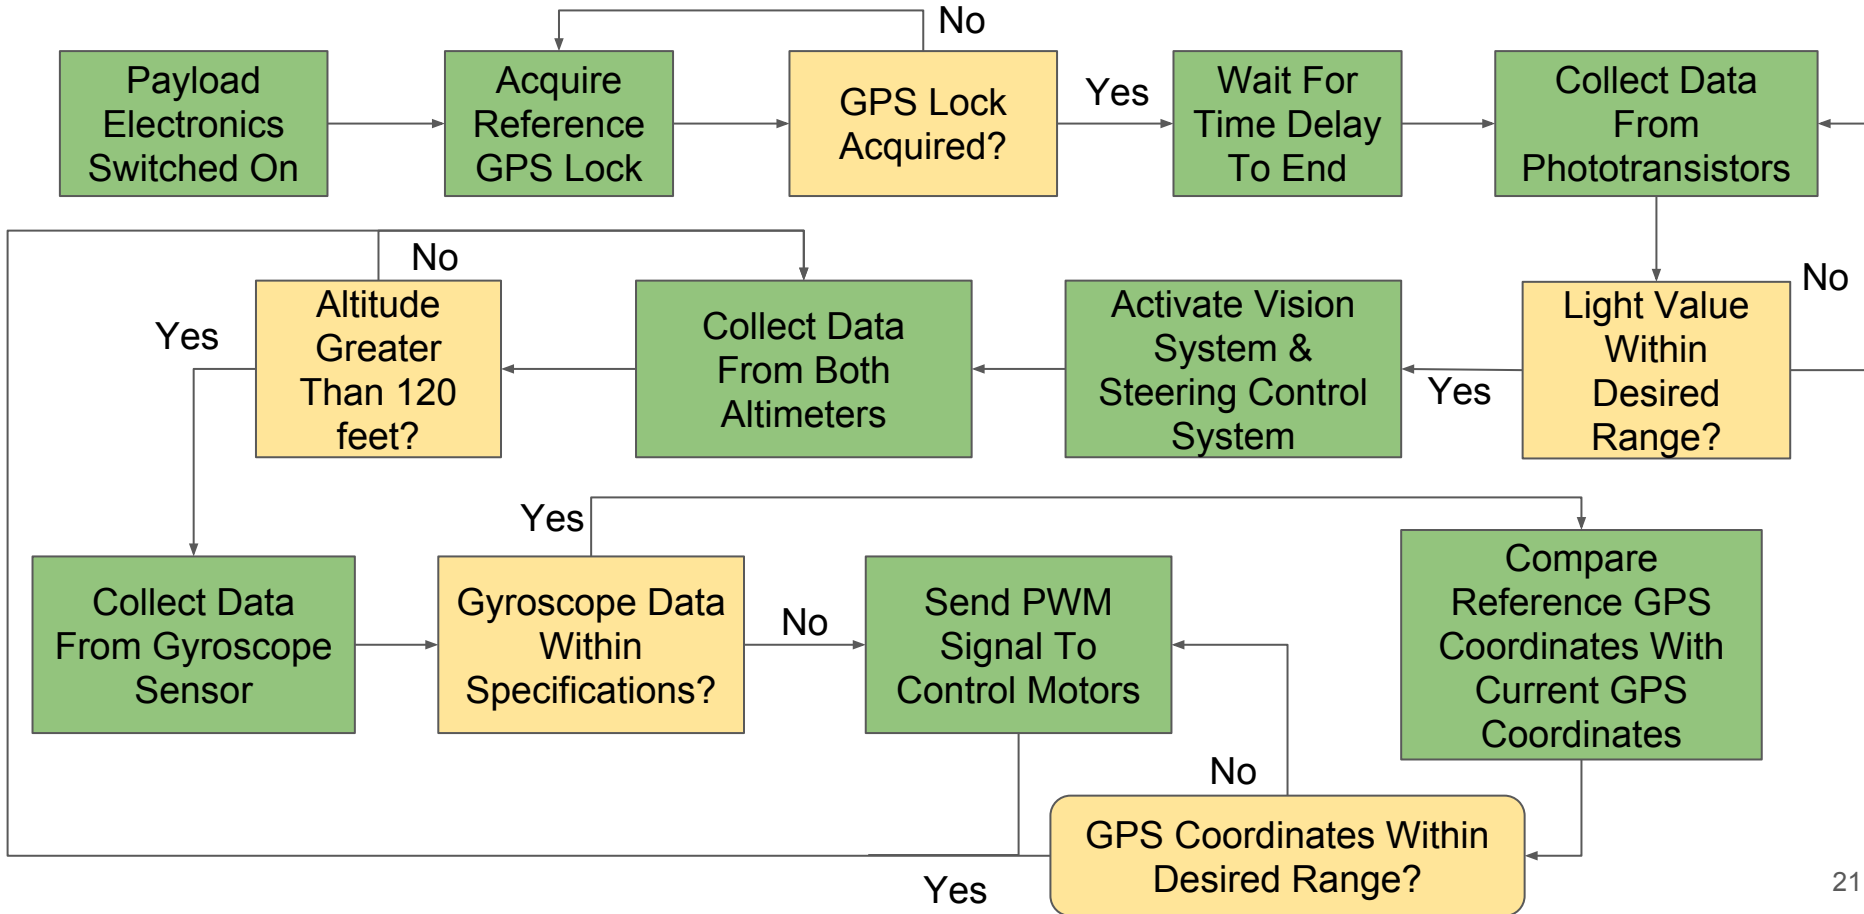 No
Payload
Electronics
Switched On
Acquire
Reference
GPS Lock
GPS Lock
Acquired?
Yes
Wait For
Time Delay
To End
Collect Data
From
Phototransistors
No
Altitude
Greater
Than 120
feet?
Yes
Collect Data
From Both
Altimeters
Activate Vision
System &
Steering Control
System
Yes
Light Value
Within
Desired
Range?
No
Yes
Collect Data
From Gyroscope
Sensor
Gyroscope Data
Within
Specifications?
No
Send PWM
Signal To
Control Motors
Compare
Reference GPS
Coordinates With
Current GPS
Coordinates
No
GPS Coordinates Within
Desired Range?
Yes
21